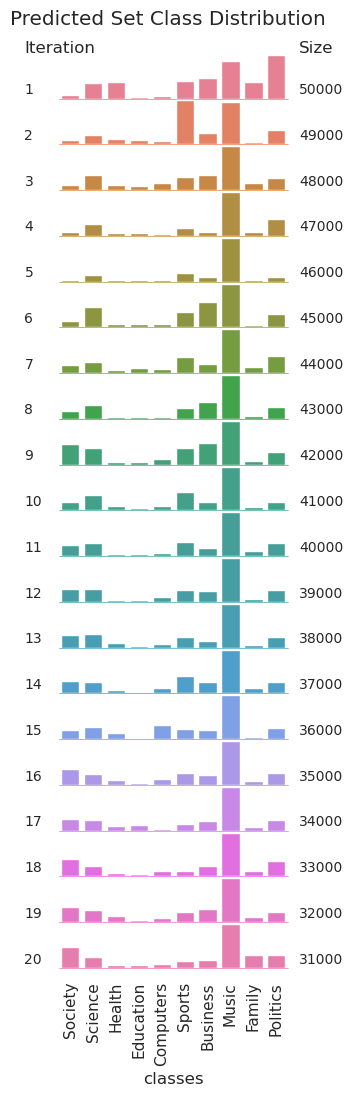 Predicted Set Class Distribution
Iteration Size
1 50000
2 49000
3 48000
4 47000
5 46000
6 45000
7 44000
8 43000
9 42000
10 41000
11 40000
12 39000
13 38000
14 37000
15 36000
16 35000
17 34000
18 33000
19 32000
20 31000
Society
Science
Health
Education
Computers
Sports
Business
Music
Family
Politics
classes